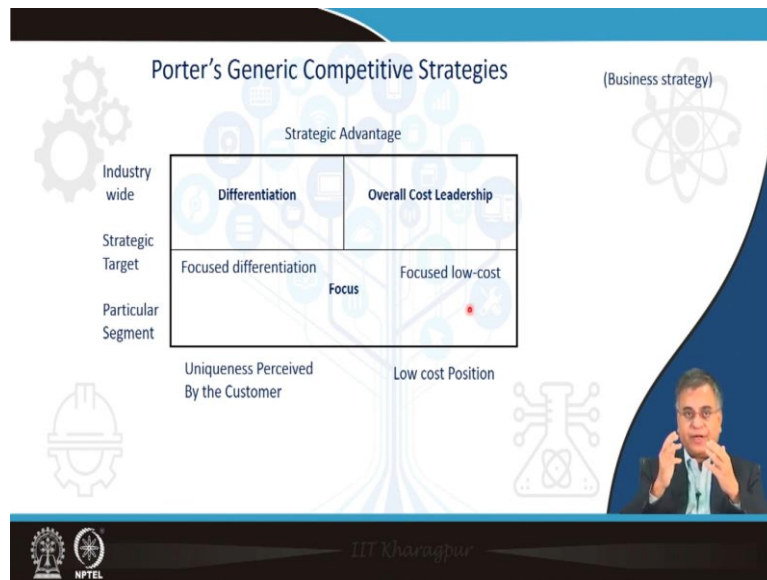 Porter's Generic Competitive Strategies
(Business strategy)
Strategic Advantage
Industry
wide
Differentiation
Overall Cost Leadership
Strategic
Target
Focused differentiation
Focused low-cost
Focus
Particular
Segment
Uniqueness Perceived
By the Customer
Low cost Position
IIT Kharagpur
NPTEL